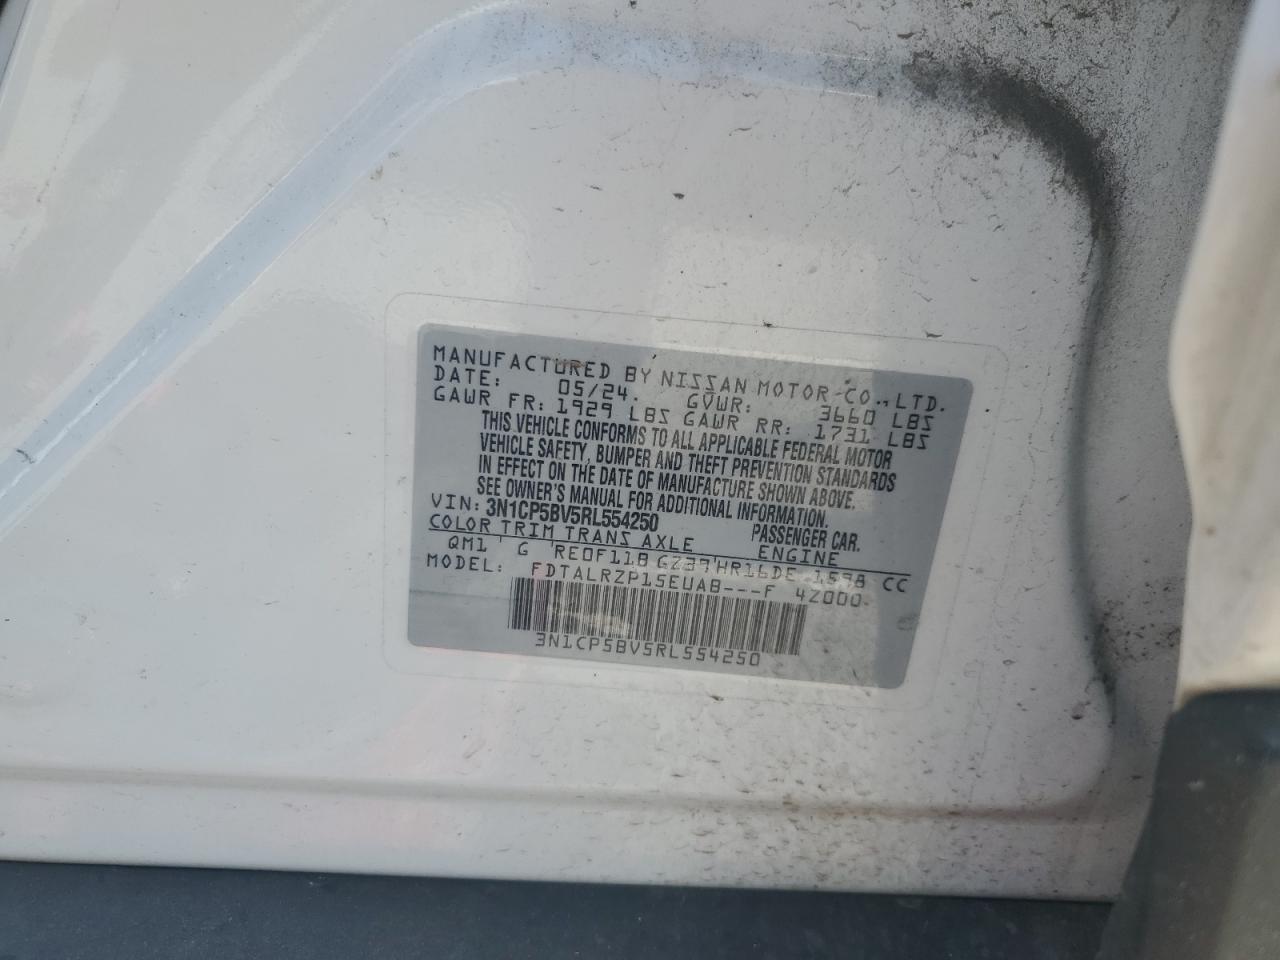 MANUFACTURED BY NISSAN MOTOR CO., LTD.
DATE: 05/24. GVWR: 3660 LBS
GAWR FR: 1929 LBS GAWR RR: 1731 LBS
THIS VEHICLE CONFORMS TO ALL APPLICABLE FEDERAL MOTOR
VEHICLE SAFETY, BUMPER AND THEFT PREVENTION STANDARDS
IN EFFECT ON THE DATE OF MANUFACTURE SHOWN ABOVE.
SEE OWNER'S MANUAL FOR ADDITIONAL INFORMATION.
VIN: 3N1CP5BV5RL554250 PASSENGER CAR.
COLOR TRIM TRANS AXLE ENGINE
QM1 G RE0F11B GZ37 HR16DE 1598 CC
MODEL: FDTALRZP15EUAB---F 42000
3N1CP5BV5RL554250